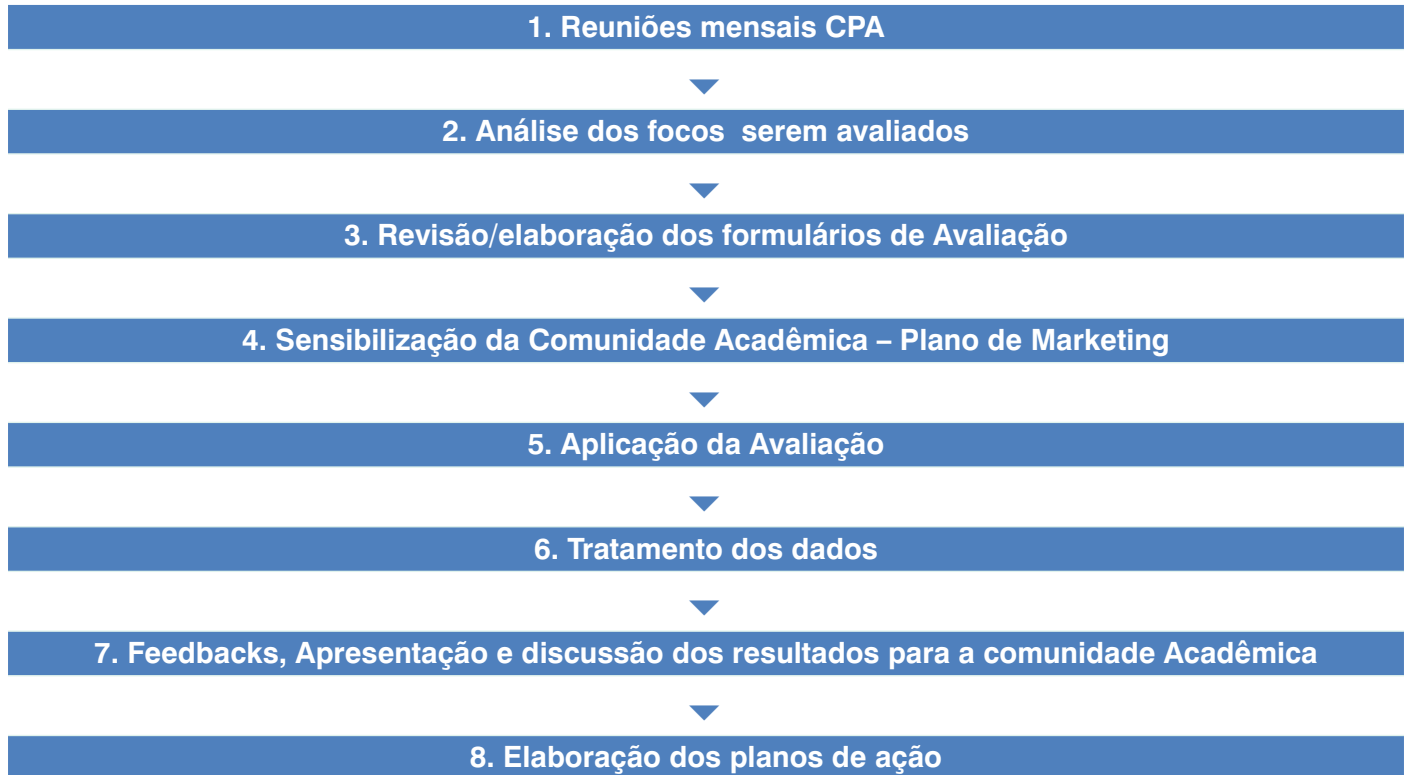 1. Reuniões mensais CPA
2. Análise dos focos  serem avaliados
3. Revisão/elaboração dos formulários de Avaliação
4. Sensibilização da Comunidade Acadêmica – Plano de Marketing
5. Aplicação da Avaliação
6. Tratamento dos dados
7. Feedbacks, Apresentação e discussão dos resultados para a comunidade Acadêmica
8. Elaboração dos planos de ação